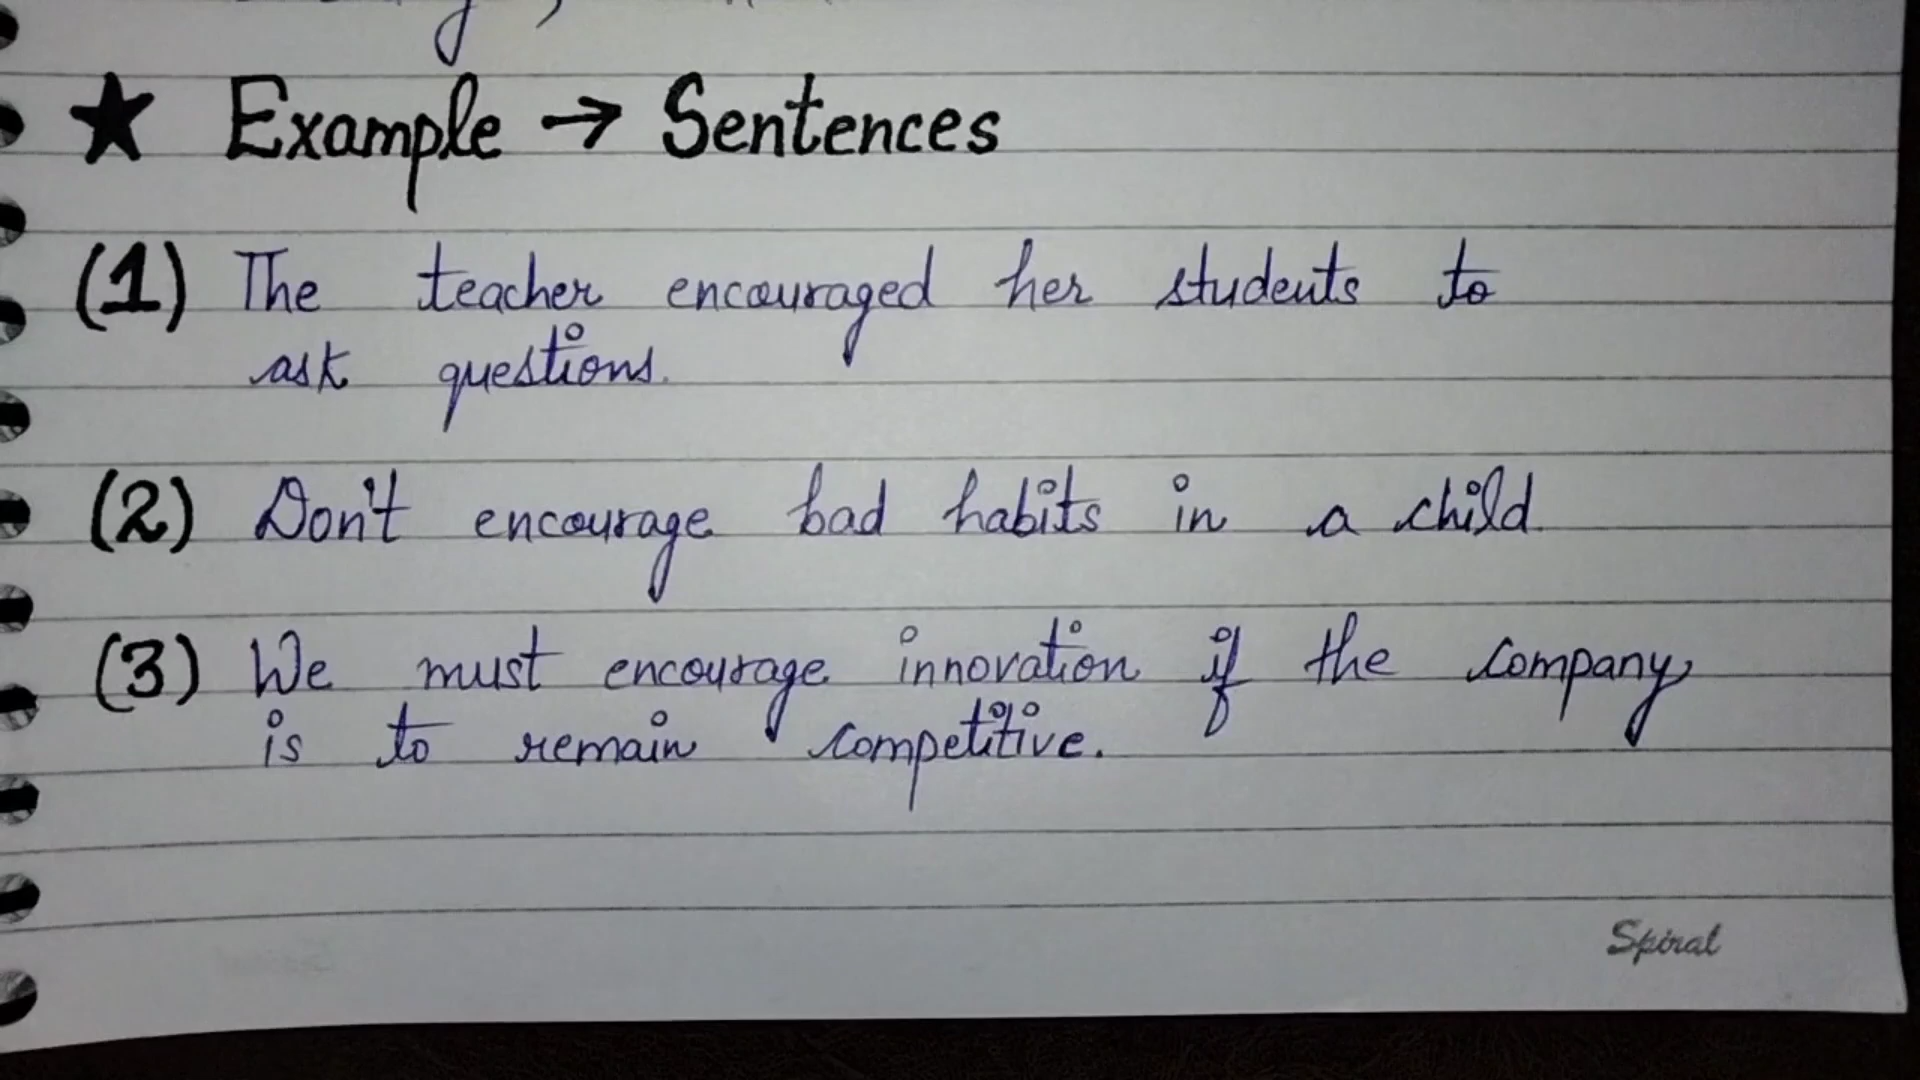 ★ Example → Sentences
(1) The teacher encouraged her students to
ask questions.
(2) Don't encourage bad habits in a child.
(3) We must encourage innovation if the company
is to remain competitive.
Spiral